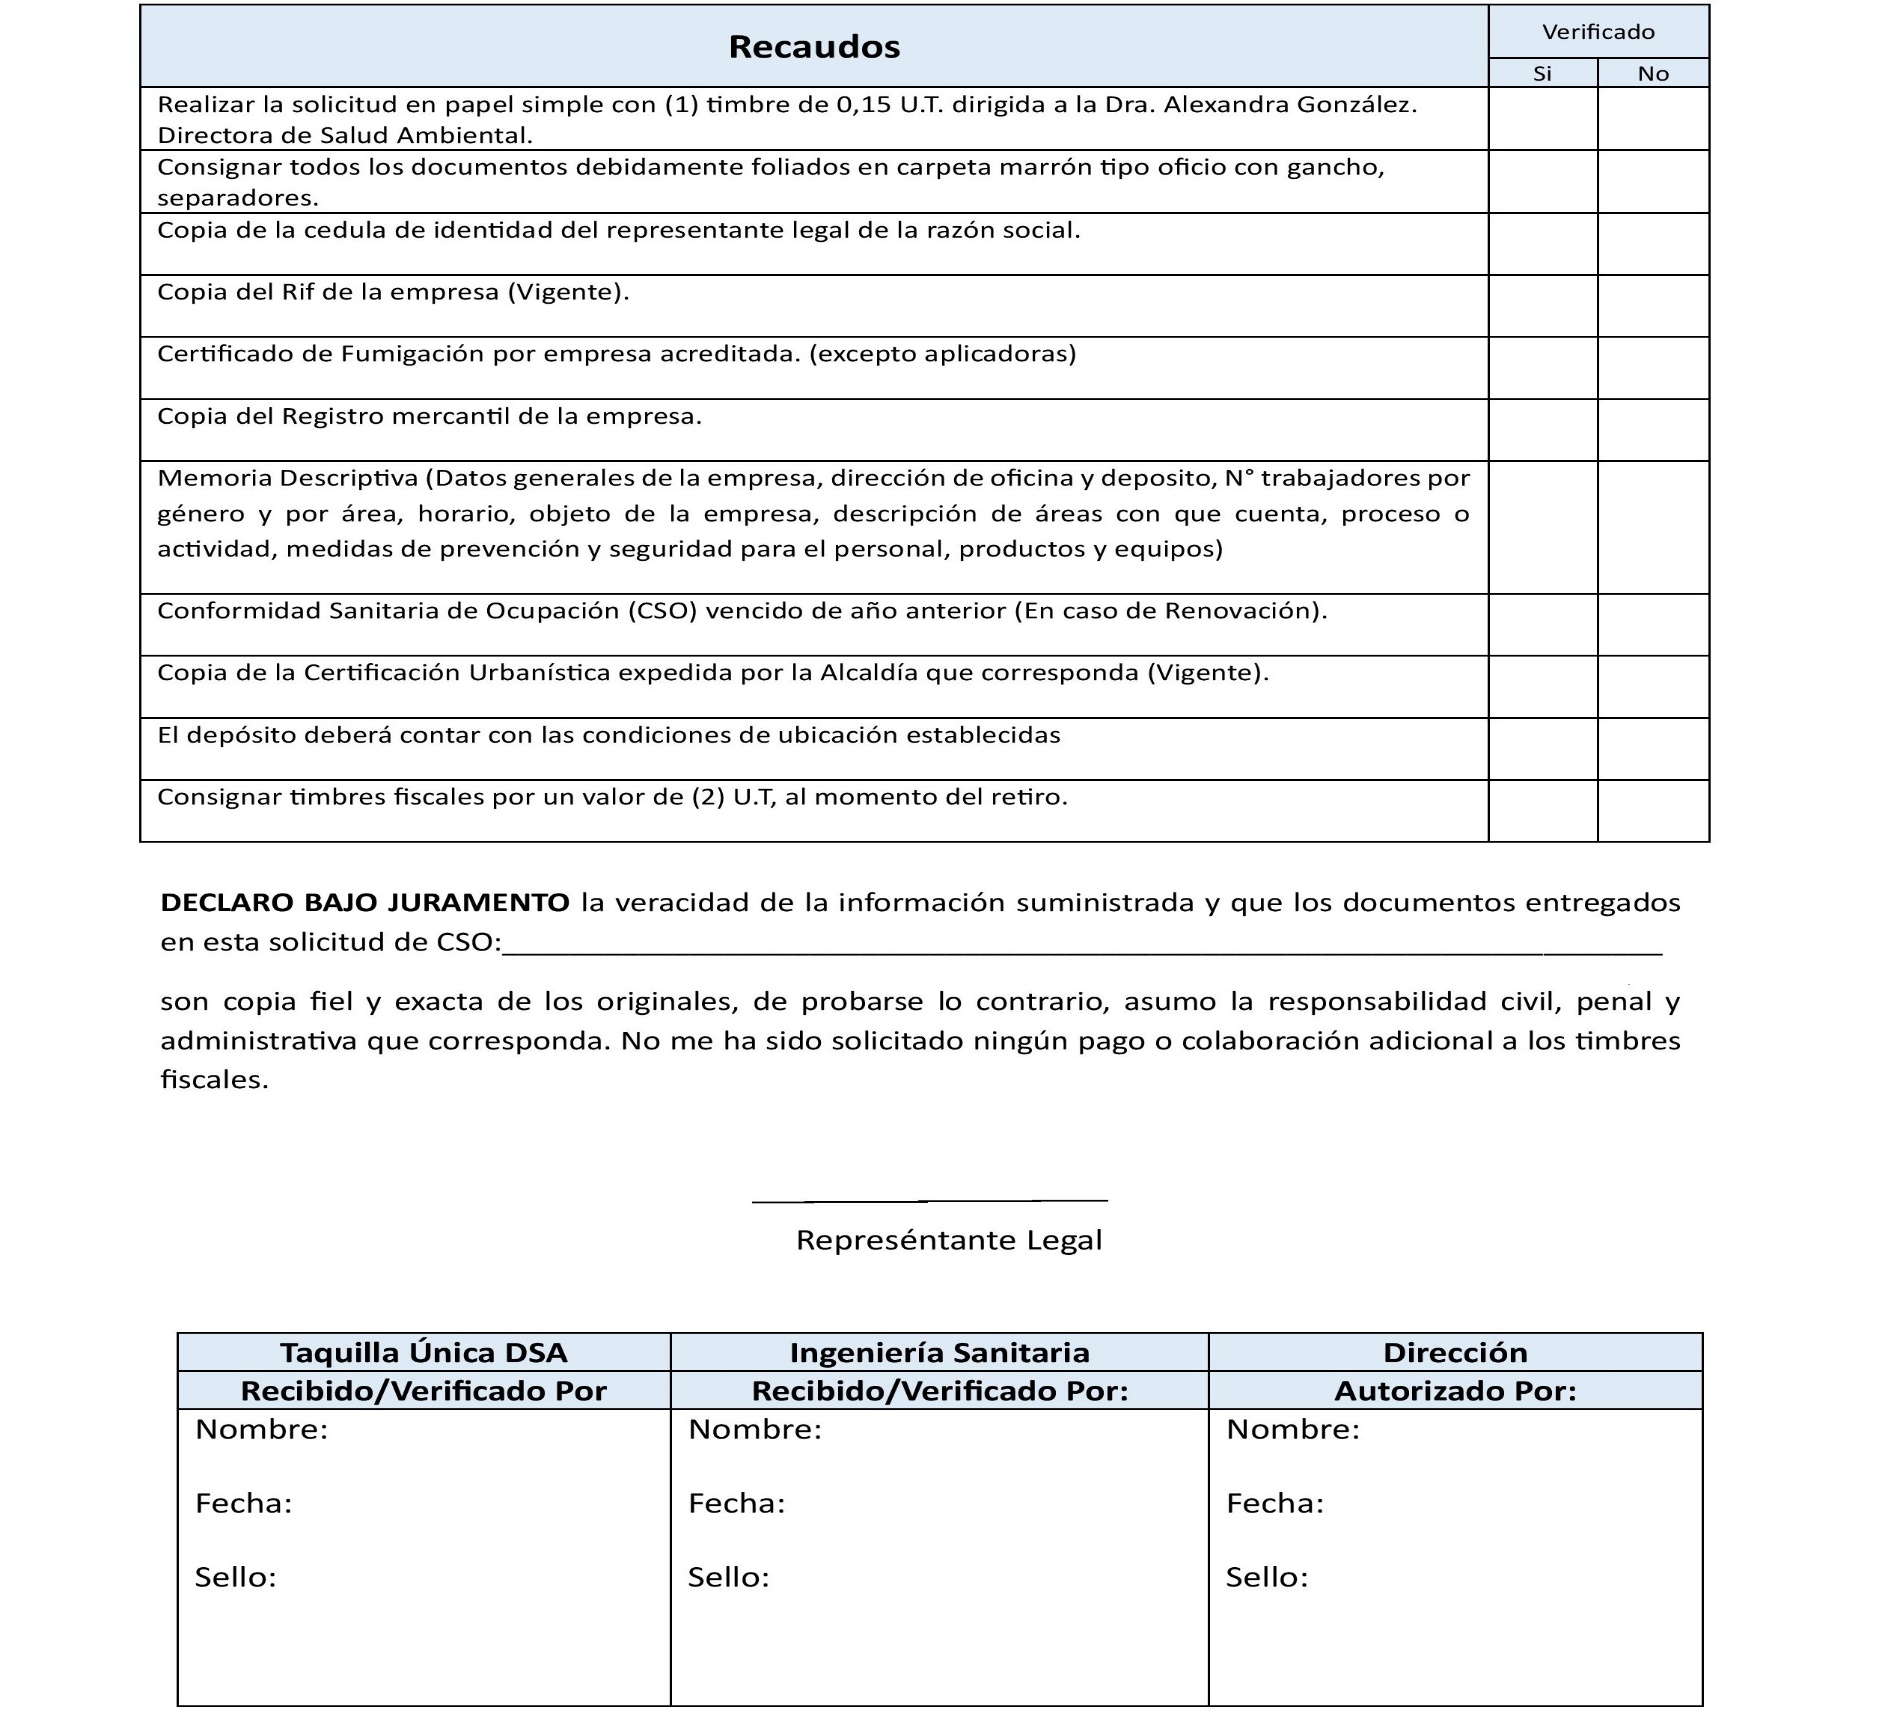 Recaudos
Verificado
Si No
Realizar la solicitud en papel simple con (1) timbre de 0,15 U.T. dirigida a la Dra. Alexandra González.
Directora de Salud Ambiental.
Consignar todos los documentos debidamente foliados en carpeta marrón tipo oficio con gancho,
separadores.
Copia de la cedula de identidad del representante legal de la razón social.
Copia del Rif de la empresa (Vigente).
Certificado de Fumigación por empresa acreditada. (excepto aplicadoras)
Copia del Registro mercantil de la empresa.
Memoria Descriptiva (Datos generales de la empresa, dirección de oficina y deposito, N° trabajadores por
género y por área, horario, objeto de la empresa, descripción de áreas con que cuenta, proceso o
actividad, medidas de prevención y seguridad para el personal, productos y equipos)
Conformidad Sanitaria de Ocupación (CSO) vencido de año anterior (En caso de Renovación).
Copia de la Certificación Urbanística expedida por la Alcaldía que corresponda (Vigente).
El depósito deberá contar con las condiciones de ubicación establecidas
Consignar timbres fiscales por un valor de (2) U.T, al momento del retiro.
DECLARO BAJO JURAMENTO la veracidad de la información suministrada y que los documentos entregados
en esta solicitud de CSO:
son copia fiel y exacta de los originales, de probarse lo contrario, asumo la responsabilidad civil, penal y
administrativa que corresponda. No me ha sido solicitado ningún pago o colaboración adicional a los timbres
fiscales.
Represéntante Legal
Taquilla Única DSA Ingeniería Sanitaria Dirección
Recibido/Verificado Por Recibido/Verificado Por: Autorizado Por:
Nombre: Nombre: Nombre:
Fecha: Fecha: Fecha:
Sello: Sello: Sello: